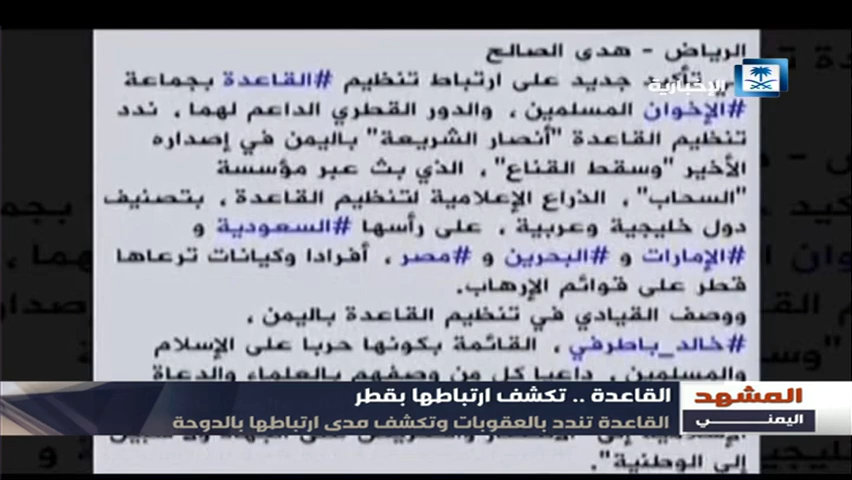 الرياض - هدى الصالح
في تأكيد جديد على ارتباط تنظيم #القاعدة بجماعة
#الإخوان المسلمين، والدور القطري الداعم لهما، ندد
تنظيم القاعدة "أنصار الشريعة" باليمن في إصداره
الأخير "وسقط القناع"، الذي بث عبر مؤسسة
"السحاب"، الذراع الإعلامية لتنظيم القاعدة، بتصنيف
دول خليجية وعربية، على رأسها #السعودية و
#الإمارات و #البحرين و #مصر، أفرادا وكيانات ترعاها
قطر على قوائم الإرهاب.
ووصف القيادي في تنظيم القاعدة باليمن،
#خالد_باطرفي، القائمة بكونها حربا على الإسلام
والمسلمين، داعيا كل من وصفهم بالعلماء والدعاة
إلى الوطنية".
الإخبارية
المشهد
اليمني
القاعدة .. تكشف ارتباطها بقطر
القاعدة تندد بالعقوبات وتكشف مدى ارتباطها بالدوحة